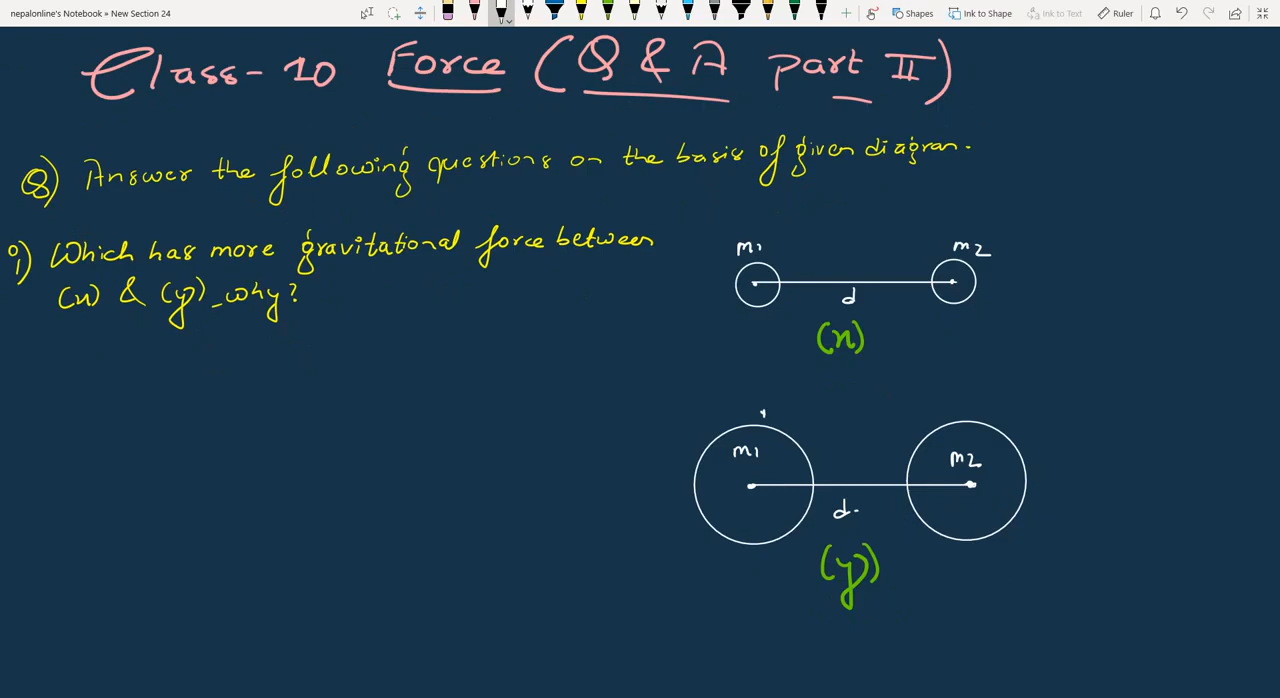 nepalonline's Notebook » New Section 24
Shapes Ink to Shape Ink to Text Ruler
Class-10 Force (Q & A Part II)
Q) Answer the following questions on the basis of given diagram.
i) Which has more gravitational force between
(x) & (y) - why?
m1 m2
d
(x)
m1 m2
d.
(y)